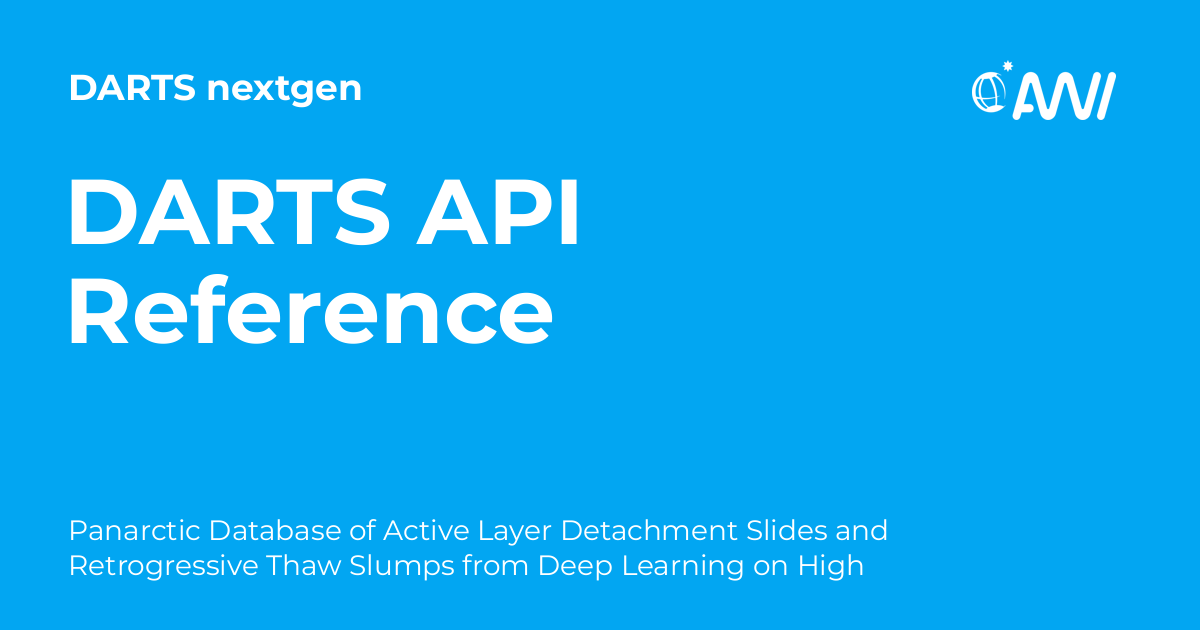 DARTS nextgen
AWI
DARTS API
Reference
Panarctic Database of Active Layer Detachment Slides and
Retrogressive Thaw Slumps from Deep Learning on High